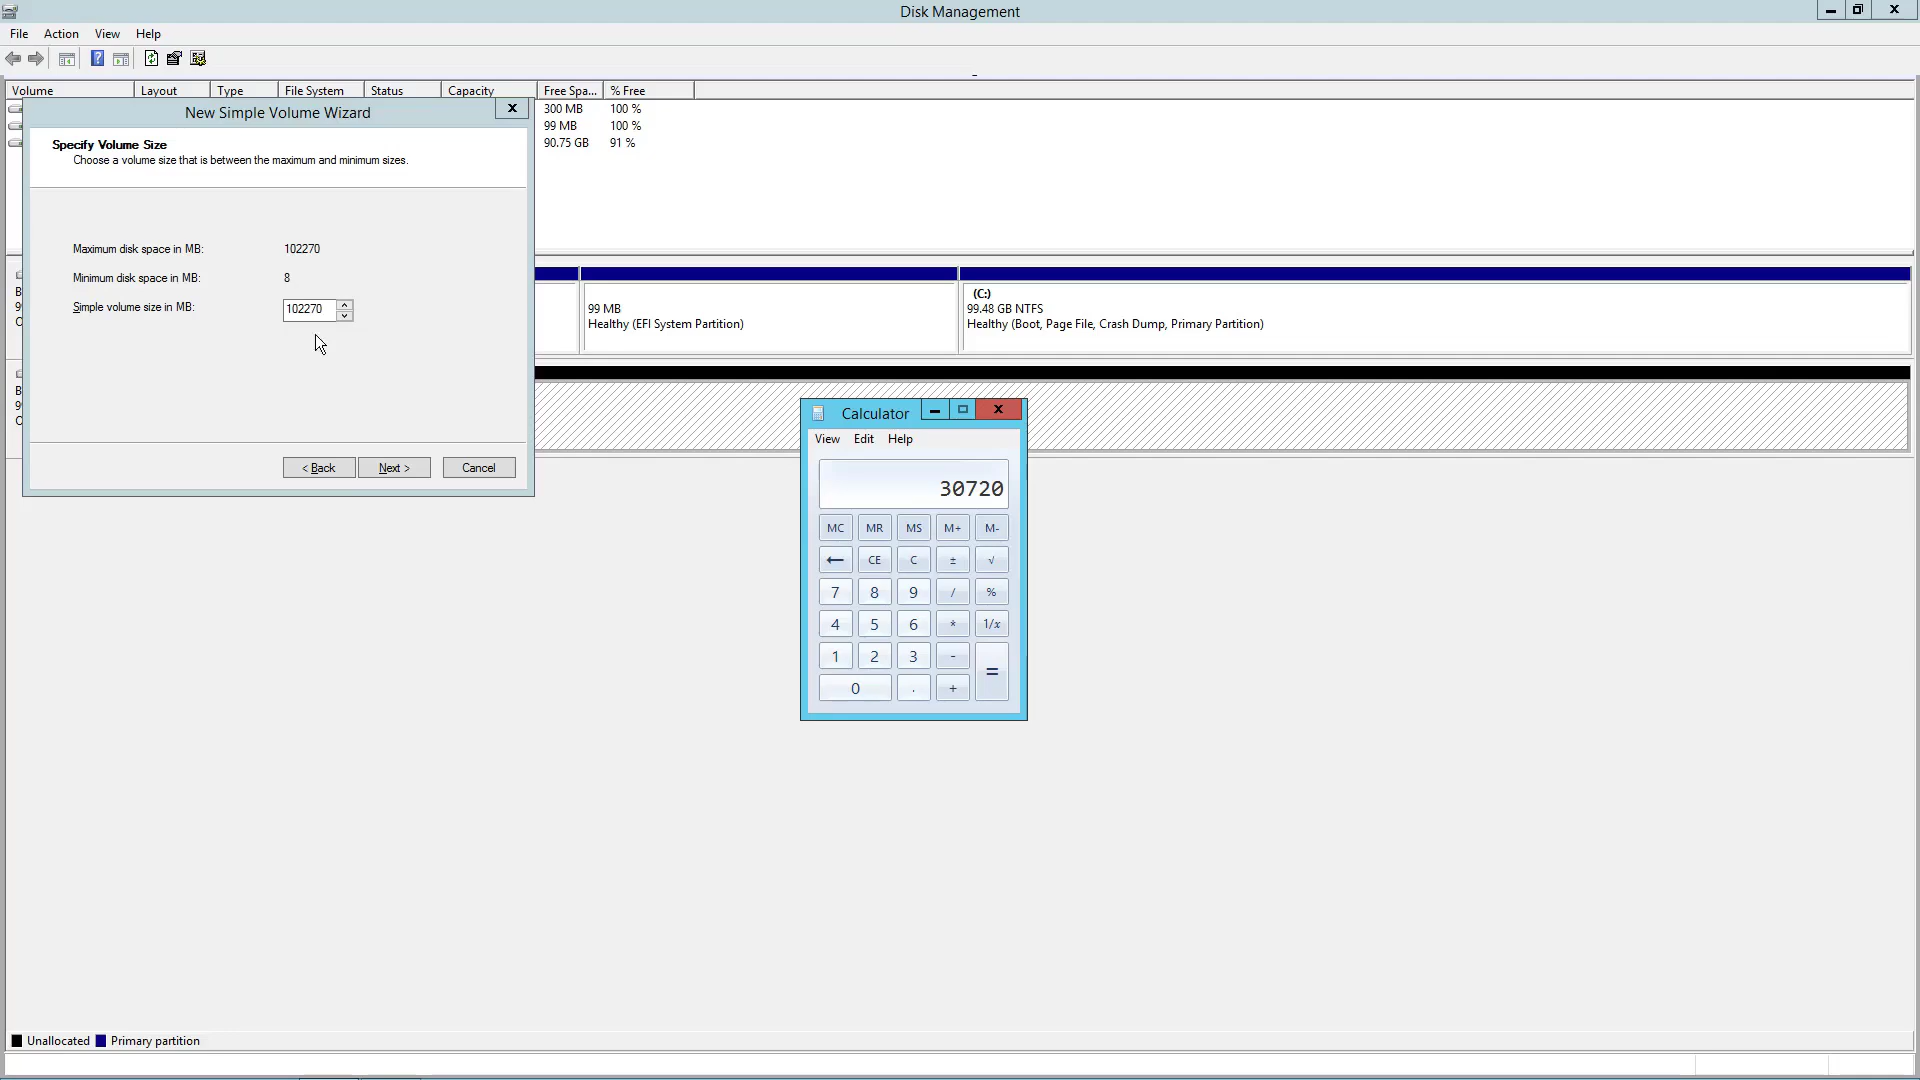 Disk Management
File Action View Help
Volume Layout Type File System Status Capacity Free Spa... % Free
300 MB 100 %
99 MB 100 %
90.75 GB 91 %
New Simple Volume Wizard
Specify Volume Size
Choose a volume size that is between the maximum and minimum sizes.
Maximum disk space in MB: 102270
Minimum disk space in MB: 8
Simple volume size in MB: 102270
< Back Next > Cancel
B
9
O
99 MB
Healthy (EFI System Partition)
(C:)
99.48 GB NTFS
Healthy (Boot, Page File, Crash Dump, Primary Partition)
B
9
O
Calculator
View Edit Help
30720
MC MR MS M+ M-
← CE C ± √
7 8 9 / %
4 5 6 * 1/x
1 2 3 - =
0 . +
Unallocated Primary partition